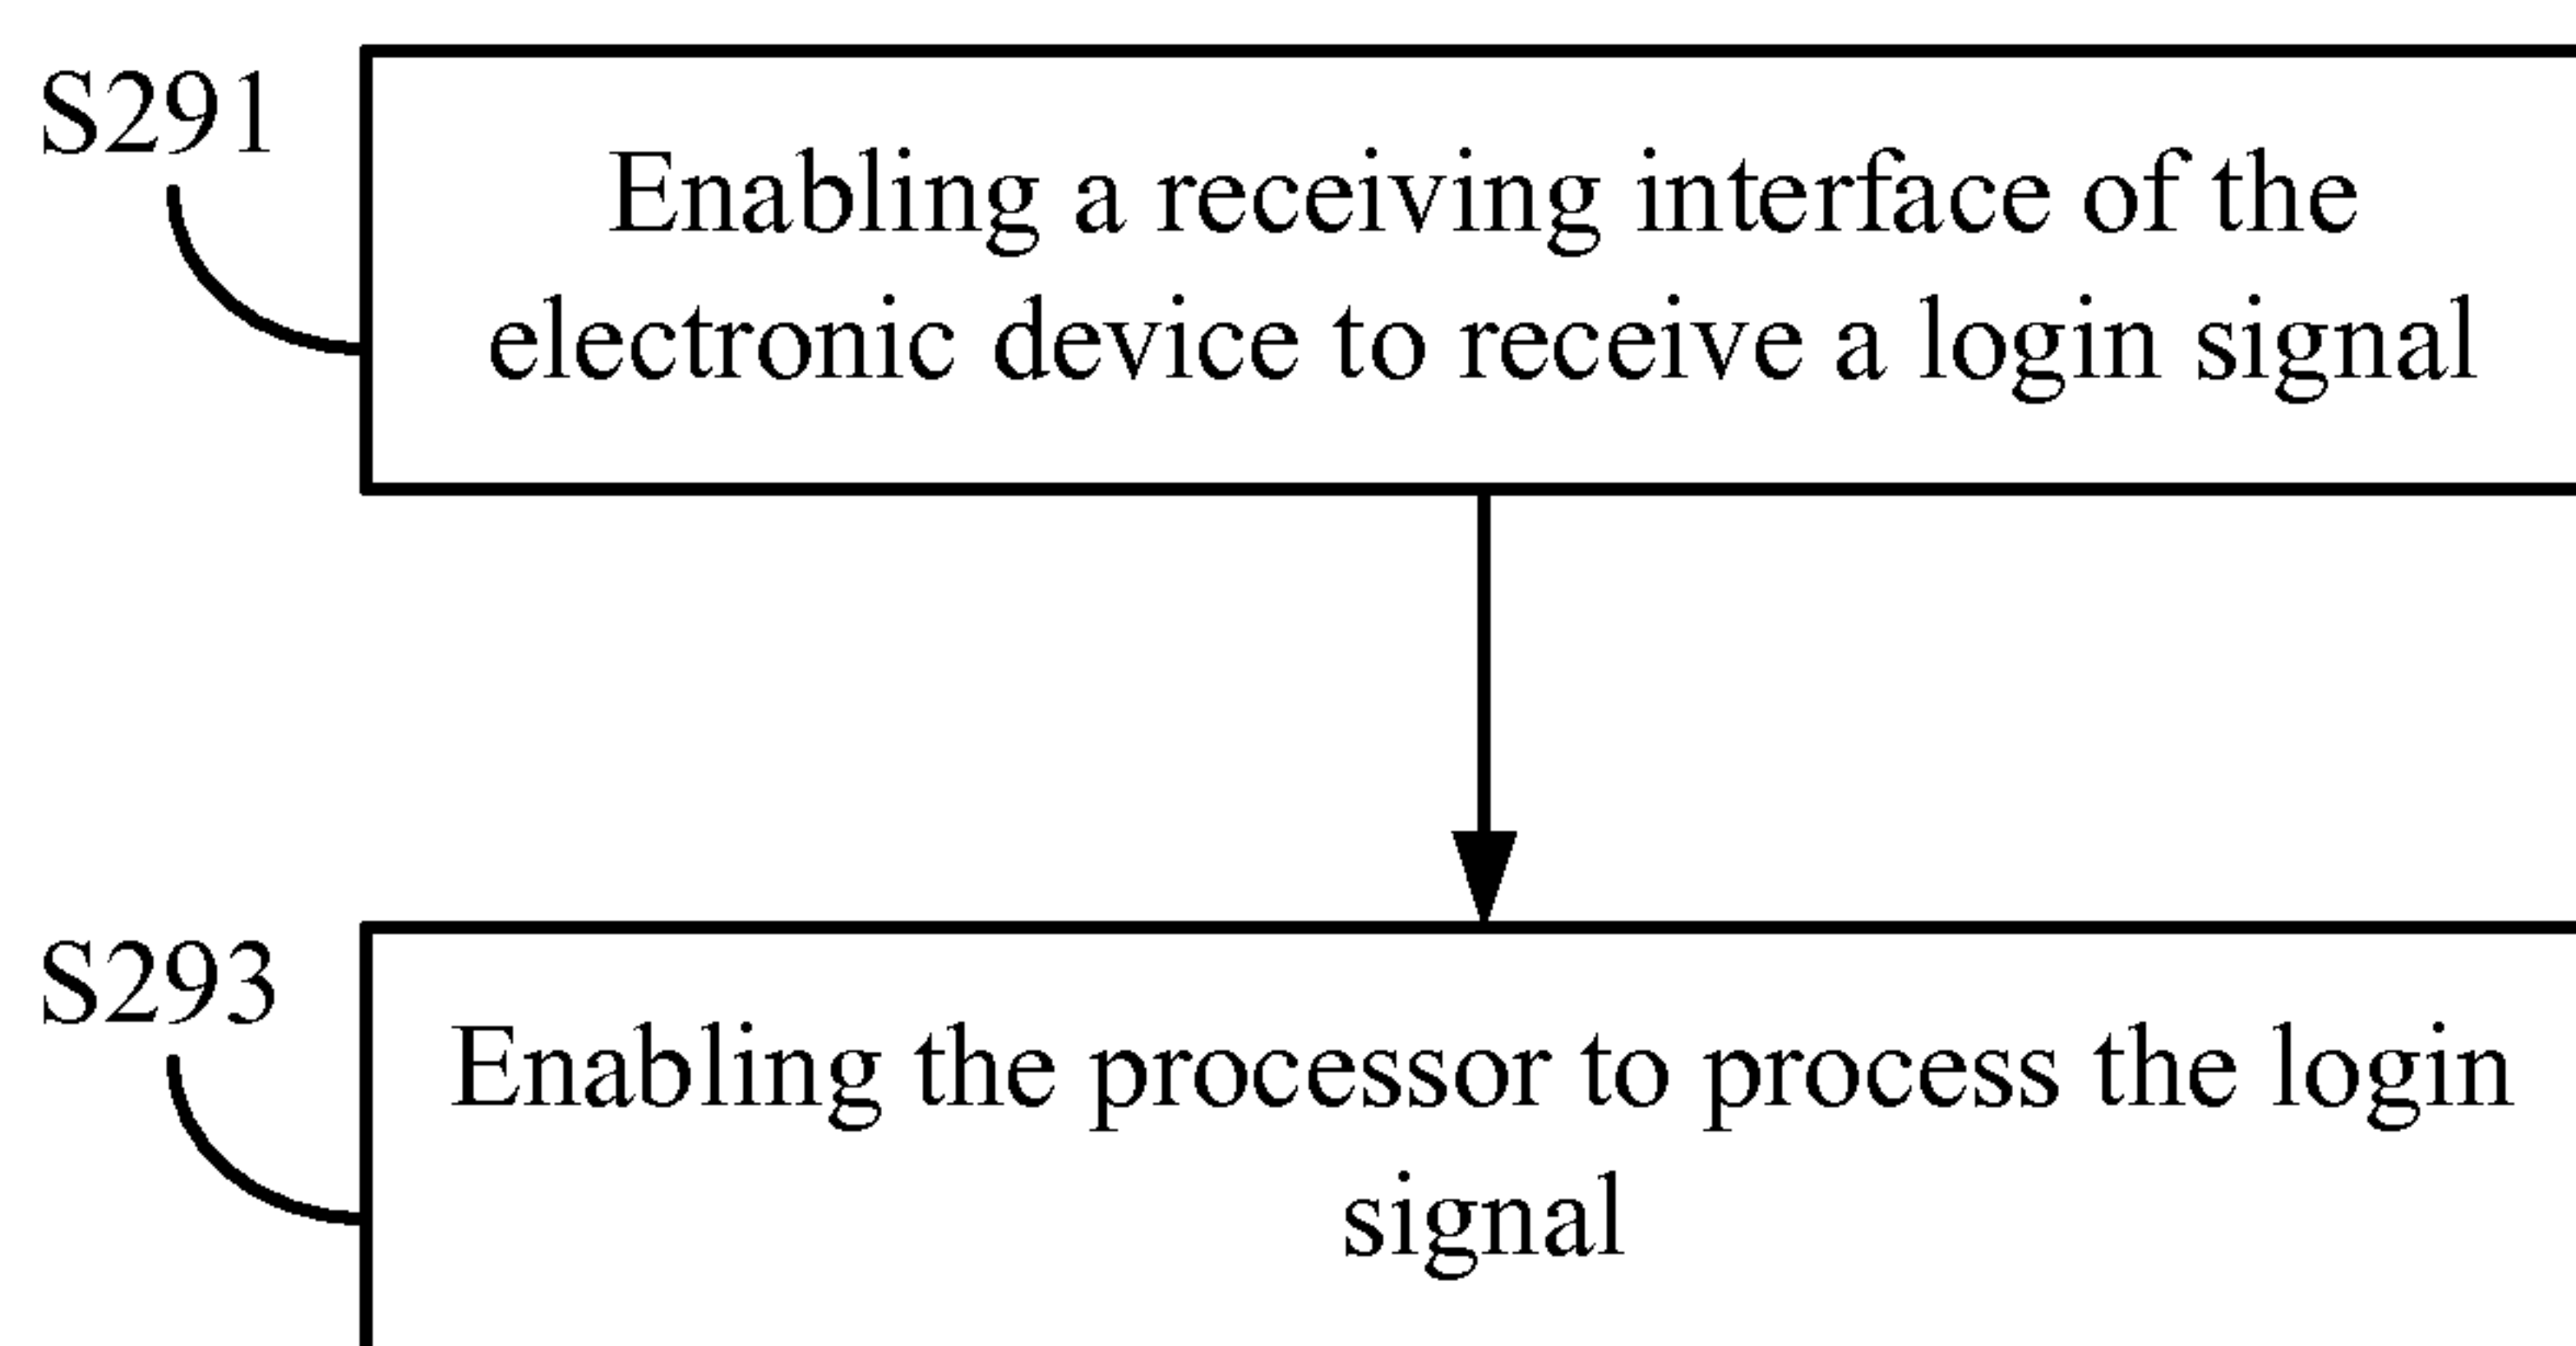 S291
Enabling a receiving interface of the
electronic device to receive a login signal
S293
Enabling the processor to process the login
signal